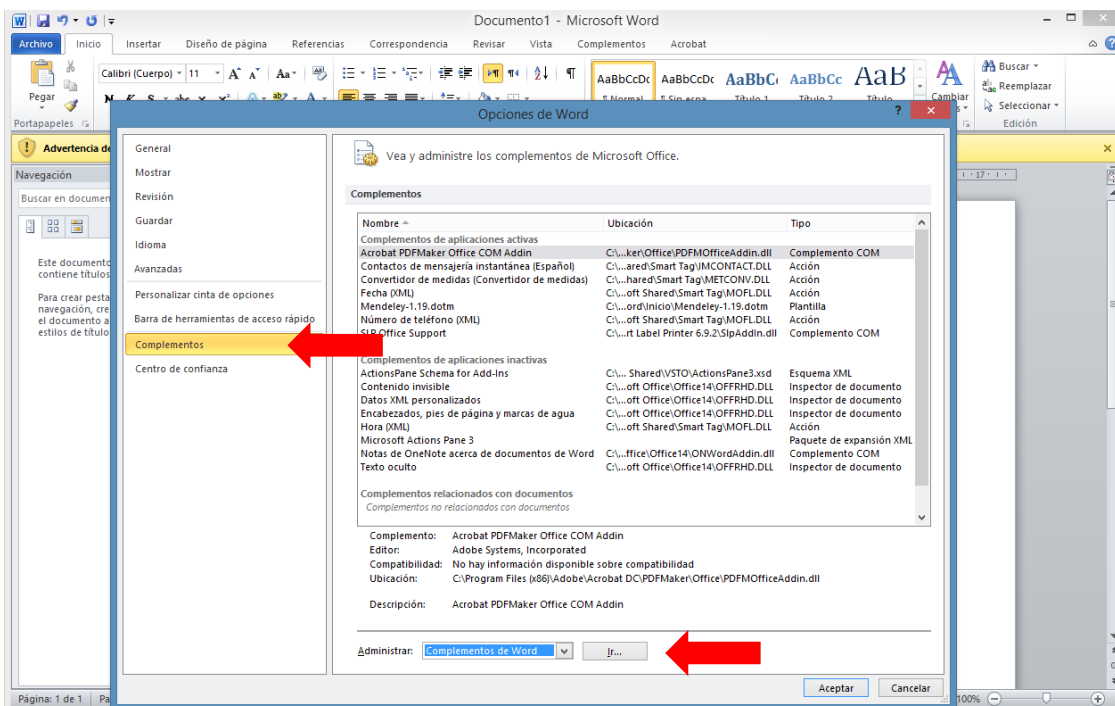 Documento1 - Microsoft Word
Archivo Inicio Insertar Diseño de página Referencias Correspondencia Revisar Vista Complementos Acrobat
Pegar
Calibri (Cuerpo) 11
AaBbCcDc AaBbCcDc AaBbCc AaBbCc AaB
¶ Normal ¶ Sin espa... Título 1 Título 2 Título
Cambiar
Buscar
Reemplazar
Seleccionar
Portapapeles
Edición
Opciones de Word
Advertencia de
Navegación
Buscar en documen
Este documento
contiene títulos
Para crear pesta
navegación, cre
el documento a
estilos de título
General
Mostrar
Revisión
Guardar
Idioma
Avanzadas
Personalizar cinta de opciones
Barra de herramientas de acceso rápido
Complementos
Centro de confianza
Vea y administre los complementos de Microsoft Office.
Complementos
Nombre Ubicación Tipo
Complementos de aplicaciones activas
Acrobat PDFMaker Office COM Addin C:\...ker\Office\PDFMOfficeAddin.dll Complemento COM
Contactos de mensajería instantánea (Español) C:\...ared\Smart Tag\IMCONTACT.DLL Acción
Convertidor de medidas (Convertidor de medidas) C:\...hared\Smart Tag\METCONV.DLL Acción
Fecha (XML) C:\...oft Shared\Smart Tag\MOFL.DLL Acción
Mendeley-1.19.dotm C:\...ord\Inicio\Mendeley-1.19.dotm Plantilla
Número de teléfono (XML) C:\...oft Shared\Smart Tag\MOFL.DLL Acción
SLP Office Support C:\...rt Label Printer 6.9.2\SlpAddIn.dll Complemento COM
Complementos de aplicaciones inactivas
ActionsPane Schema for Add-Ins C:\... Shared\VSTO\ActionsPane3.xsd Esquema XML
Contenido invisible C:\...oft Office\Office14\OFFRHD.DLL Inspector de documento
Datos XML personalizados C:\...oft Office\Office14\OFFRHD.DLL Inspector de documento
Encabezados, pies de página y marcas de agua C:\...oft Office\Office14\OFFRHD.DLL Inspector de documento
Hora (XML) C:\...oft Shared\Smart Tag\MOFL.DLL Acción
Microsoft Actions Pane 3 Paquete de expansión XML
Notas de OneNote acerca de documentos de Word C:\...ffice\Office14\ONWordAddin.dll Complemento COM
Texto oculto C:\...oft Office\Office14\OFFRHD.DLL Inspector de documento
Complementos relacionados con documentos
Complementos no relacionados con documentos
Complemento: Acrobat PDFMaker Office COM Addin
Editor: Adobe Systems, Incorporated
Compatibilidad: No hay información disponible sobre compatibilidad
Ubicación: C:\Program Files (x86)\Adobe\Acrobat DC\PDFMaker\Office\PDFMOfficeAddin.dll
Descripción: Acrobat PDFMaker Office COM Addin
Administrar: Complementos de Word Ir...
Aceptar Cancelar
Página: 1 de 1 Pa
100%